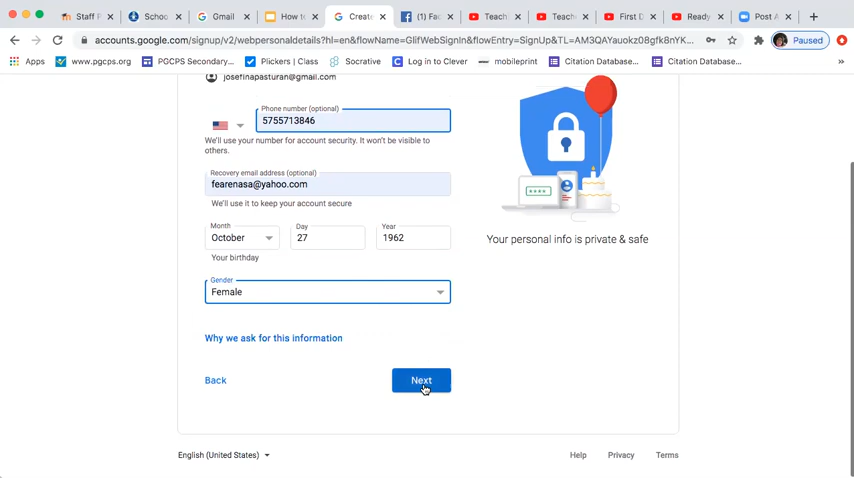 Staff P
Schoo
Gmail
How te
Create
(1) Fac
Teachi
Teache
First D
Ready
Post A
accounts.google.com/signup/v2/webpersonaldetails?hl=en&flowName=GlifWebSignIn&flowEntry=SignUp&TL=AM3QAYauokz08gfk8nYK...
Paused
Apps
www.pgcps.org
PGCPS Secondary...
Plickers | Class
Socrative
Log in to Clever
mobileprint
Citation Database...
Citation Database...
»
josefinapasturan@gmail.com
Phone number (optional)
5755713846
We'll use your number for account security. It won't be visible to
others.
Recovery email address (optional)
fearenasa@yahoo.com
We'll use it to keep your account secure
Month
October
Day
27
Year
1962
Your birthday
Gender
Female
Why we ask for this information
Back
Next
Your personal info is private & safe
English (United States)
Help
Privacy
Terms